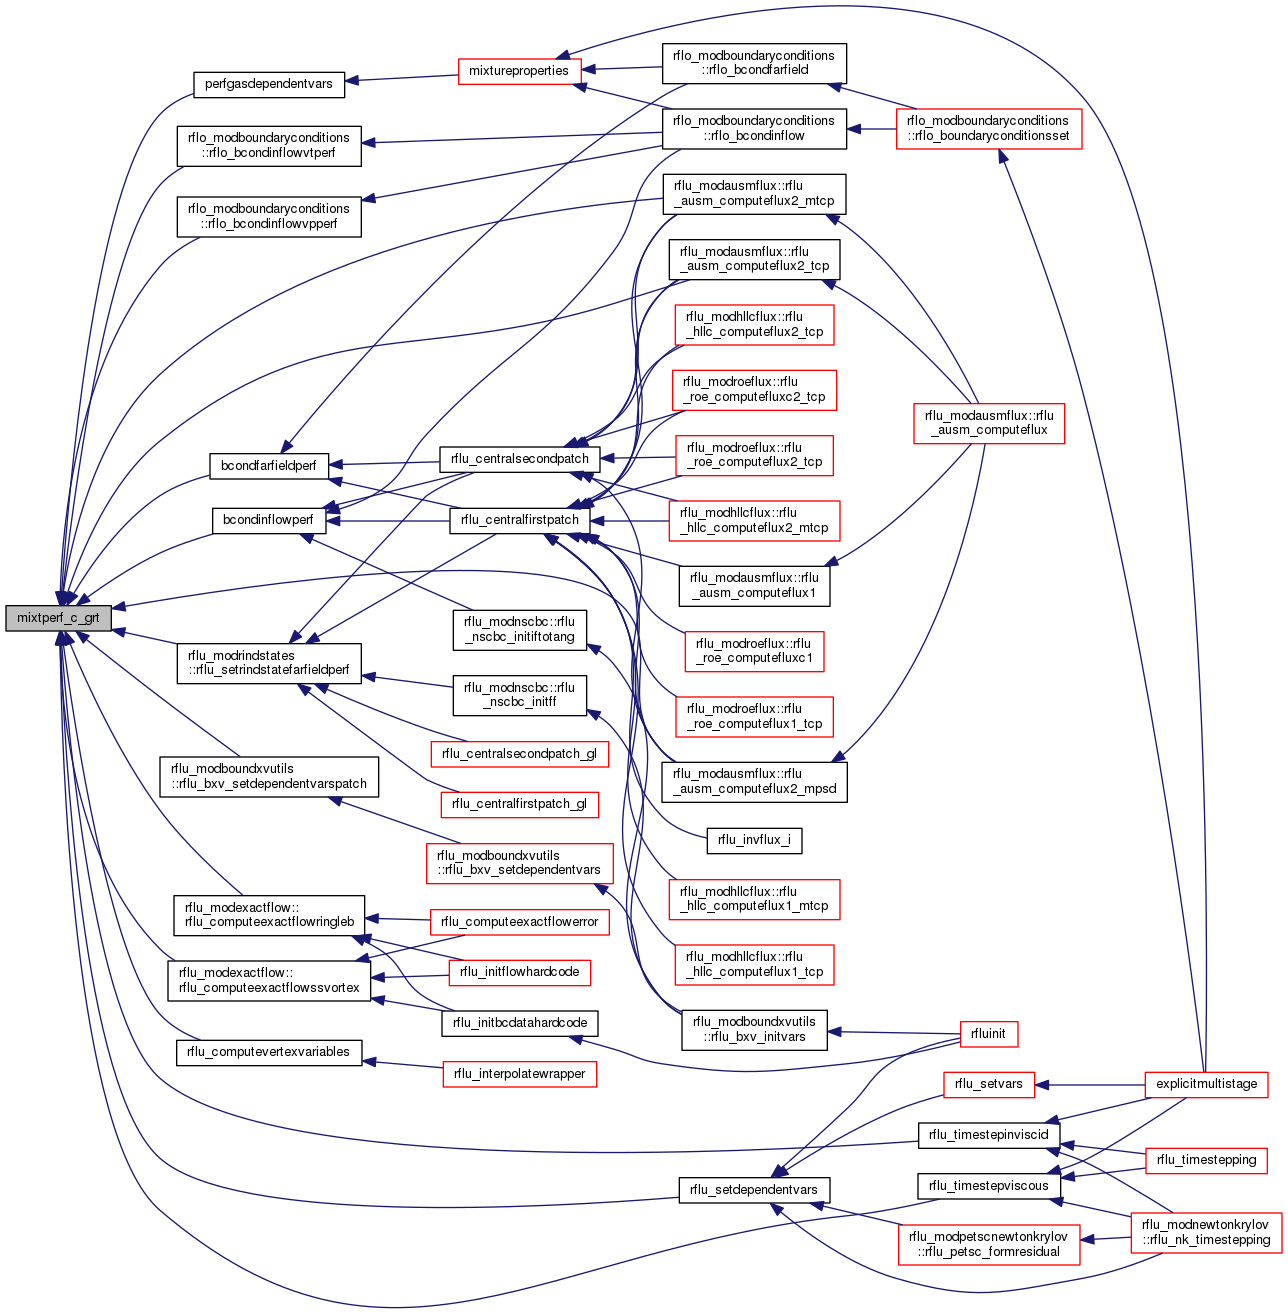 mixtperf_c_grt
perfgasdependentvars
rflo_modboundaryconditions
::rflo_bcondinflowvtperf
rflo_modboundaryconditions
::rflo_bcondinflowvpperf
bcondfarfieldperf
bcondinflowperf
rflu_modrindstates
::rflu_setrindstatefarfieldperf
rflu_modboundxvutils
::rflu_bxv_setdependentvarspatch
rflu_modexactflow::
rflu_computeexactflowringleb
rflu_modexactflow::
rflu_computeexactflowssvortex
rflu_computevertexvariables
mixtureproperties
rflu_centralsecondpatch
rflu_centralfirstpatch
rflu_modnscbc::rflu
_nscbc_initiftotang
rflu_modnscbc::rflu
_nscbc_initff
rflu_centralsecondpatch_gl
rflu_centralfirstpatch_gl
rflu_modboundxvutils
::rflu_bxv_setdependentvars
rflu_computeexactflowerror
rflu_initflowhardcode
rflu_initbcdatahardcode
rflu_interpolatewrapper
rflo_modboundaryconditions
::rflo_bcondfarfield
rflo_modboundaryconditions
::rflo_bcondinflow
rflu_modausmflux::rflu
_ausm_computeflux2_mtcp
rflu_modausmflux::rflu
_ausm_computeflux2_tcp
rflu_modhllcflux::rflu
_hllc_computeflux2_tcp
rflu_modroeflux::rflu
_roe_computefluxc2_tcp
rflu_modroeflux::rflu
_roe_computeflux2_tcp
rflu_modhllcflux::rflu
_hllc_computeflux2_mtcp
rflu_modausmflux::rflu
_ausm_computeflux1
rflu_modroeflux::rflu
_roe_computefluxc1
rflu_modroeflux::rflu
_roe_computeflux1_tcp
rflu_modausmflux::rflu
_ausm_computeflux2_mpsd
rflu_invflux_i
rflu_modhllcflux::rflu
_hllc_computeflux1_mtcp
rflu_modhllcflux::rflu
_hllc_computeflux1_tcp
rflu_modboundxvutils
::rflu_bxv_initvars
rflu_setdependentvars
rflo_modboundaryconditions
::rflo_boundaryconditionsset
rflu_modausmflux::rflu
_ausm_computeflux
rfluinit
rflu_setvars
rflu_timestepinviscid
rflu_timestepviscous
rflu_modpetscnewtonkrylov
::rflu_petsc_formresidual
explicitmultistage
rflu_timestepping
rflu_modnewtonkrylov
::rflu_nk_timestepping